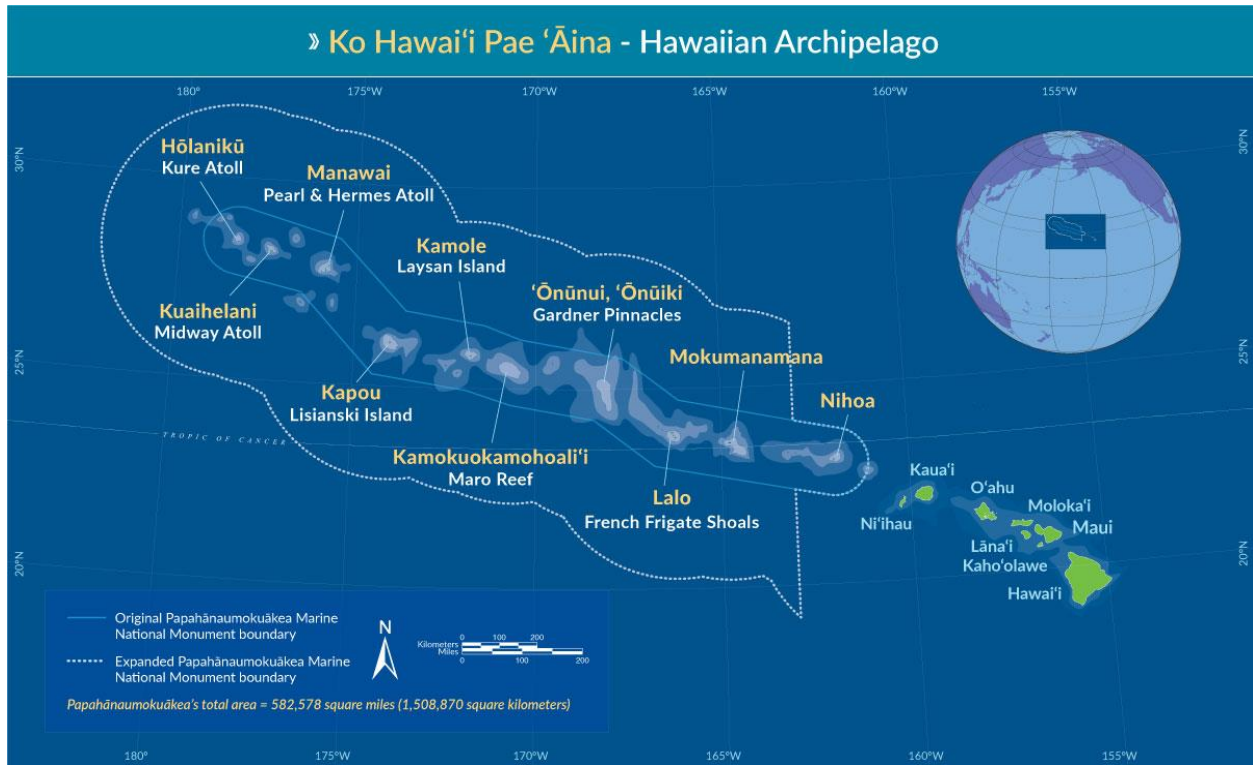 » Ko Hawaiʻi Pae ʻĀina - Hawaiian Archipelago
180°
175°W
170°W
165°W
160°W
155°W
30°N
30°N
Hōlanikū
Kure Atoll
Manawai
Pearl & Hermes Atoll
Kamole
Laysan Island
ʻŌnūnui, ʻŌnūiki
Gardner Pinnacles
Kuaihelani
Midway Atoll
Mokumanamana
25°N
25°N
Kapou
Lisianski Island
Nihoa
TROPIC OF CANCER
Kamokuokamohoaliʻi
Maro Reef
Lalo
French Frigate Shoals
Kauaʻi
Niʻihau
Oʻahu
Molokaʻi
Maui
Lānaʻi
Kahoʻolawe
Hawaiʻi
20°N
20°N
Original Papahānaumokuākea Marine
National Monument boundary
Expanded Papahānaumokuākea Marine
National Monument boundary
N
0 100 200
Kilometers
Miles
0 100 200
Papahānaumokuākea's total area = 582,578 square miles (1,508,870 square kilometers)
180°
175°W
170°W
165°W
160°W
155°W